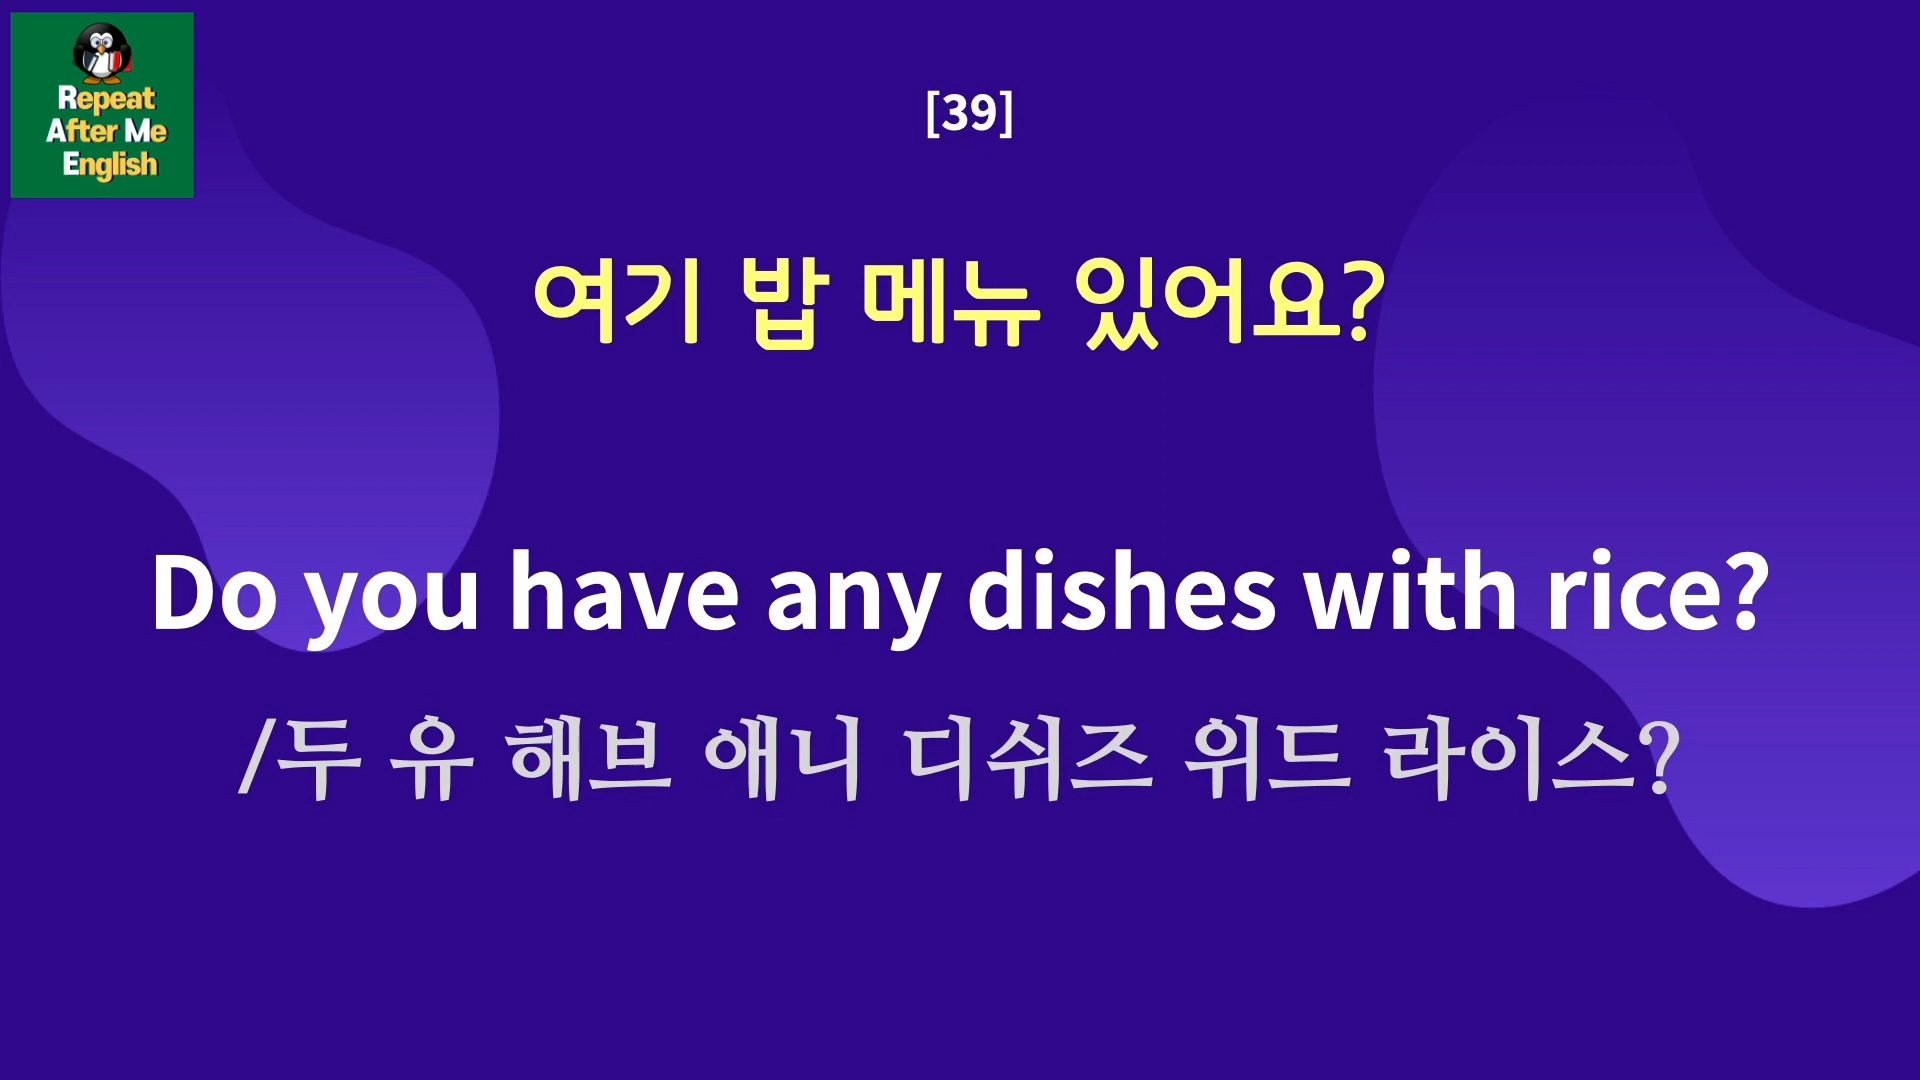 Repeat
After Me
English
[39]
여기 밥 메뉴 있어요?
Do you have any dishes with rice?
/두 유 해브 애니 디쉬즈 위드 라이스?